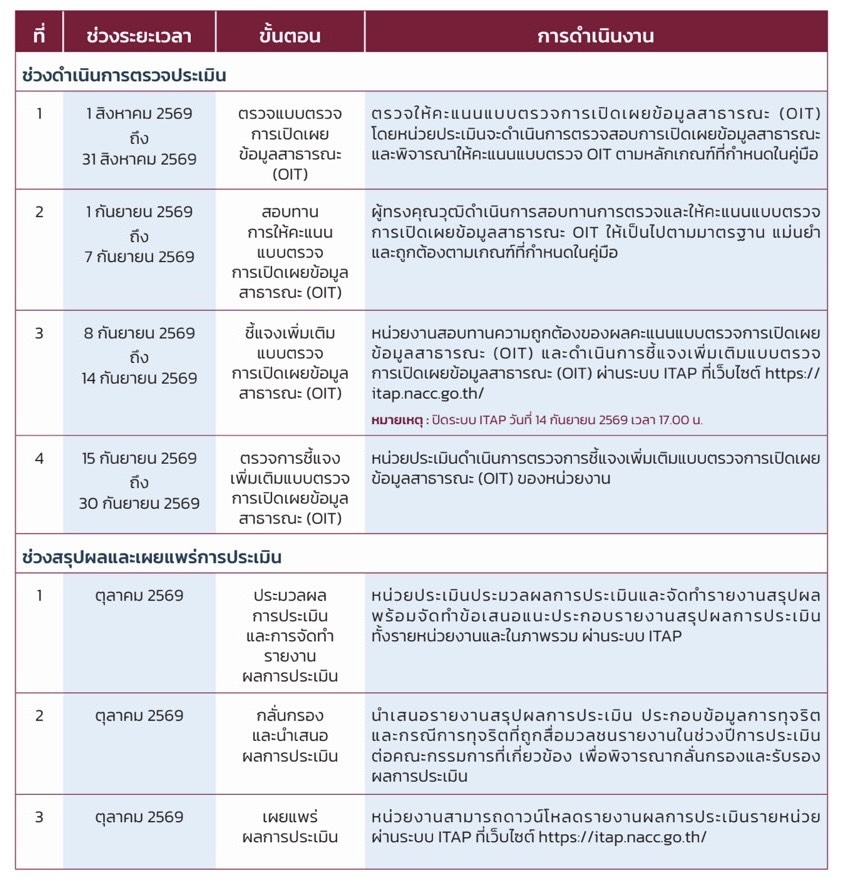 ที่ ช่วงระยะเวลา ขั้นตอน การดำเนินงาน
ช่วงดำเนินการตรวจประเมิน
1
1 สิงหาคม 2569
ถึง
31 สิงหาคม 2569
ตรวจแบบตรวจ
การเปิดเผย
ข้อมูลสาธารณะ
(OIT)
ตรวจให้คะแนนแบบตรวจการเปิดเผยข้อมูลสาธารณะ (OIT)
โดยหน่วยประเมินจะดำเนินการตรวจสอบการเปิดเผยข้อมูลสาธารณะ
และพิจารณาให้คะแนนแบบตรวจ OIT ตามหลักเกณฑ์ที่กำหนดในคู่มือ
2
1 กันยายน 2569
ถึง
7 กันยายน 2569
สอบทาน
การให้คะแนน
แบบตรวจ
การเปิดเผยข้อมูล
สาธารณะ (OIT)
ผู้ทรงคุณวุฒิดำเนินการสอบทานการตรวจและให้คะแนนแบบตรวจ
การเปิดเผยข้อมูลสาธารณะ OIT ให้เป็นไปตามมาตรฐาน แม่นยำ
และถูกต้องตามเกณฑ์ที่กำหนดในคู่มือ
3
8 กันยายน 2569
ถึง
14 กันยายน 2569
ชี้แจงเพิ่มเติม
แบบตรวจ
การเปิดเผยข้อมูล
สาธารณะ (OIT)
หน่วยงานสอบทานความถูกต้องของผลคะแนนแบบตรวจการเปิดเผย
ข้อมูลสาธารณะ (OIT) และดำเนินการชี้แจงเพิ่มเติมแบบตรวจ
การเปิดเผยข้อมูลสาธารณะ (OIT) ผ่านระบบ ITAP ที่เว็บไซต์ https://
itap.nacc.go.th/
หมายเหตุ : ปิดระบบ ITAP วันที่ 14 กันยายน 2569 เวลา 17.00 น.
4
15 กันยายน 2569
ถึง
30 กันยายน 2569
ตรวจการชี้แจง
เพิ่มเติมแบบตรวจ
การเปิดเผยข้อมูล
สาธารณะ (OIT)
หน่วยประเมินดำเนินการตรวจการชี้แจงเพิ่มเติมแบบตรวจการเปิดเผย
ข้อมูลสาธารณะ (OIT) ของหน่วยงาน
ช่วงสรุปผลและเผยแพร่การประเมิน
1
ตุลาคม 2569
ประมวลผล
การประเมิน
และการจัดทำ
รายงาน
ผลการประเมิน
หน่วยประเมินประมวลผลการประเมินและจัดทำรายงานสรุปผล
พร้อมจัดทำข้อเสนอแนะประกอบรายงานสรุปผลการประเมิน
ทั้งรายหน่วยงานและในภาพรวม ผ่านระบบ ITAP
2
ตุลาคม 2569
กลั่นกรอง
และนำเสนอ
ผลการประเมิน
นำเสนอรายงานสรุปผลการประเมิน ประกอบข้อมูลการทุจริต
และกรณีการทุจริตที่ถูกสื่อมวลชนรายงานในช่วงปีการประเมิน
ต่อคณะกรรมการที่เกี่ยวข้อง เพื่อพิจารณากลั่นกรองและรับรอง
ผลการประเมิน
3
ตุลาคม 2569
เผยแพร่
ผลการประเมิน
หน่วยงานสามารถดาวน์โหลดรายงานผลการประเมินรายหน่วย
ผ่านระบบ ITAP ที่เว็บไซต์ https://itap.nacc.go.th/